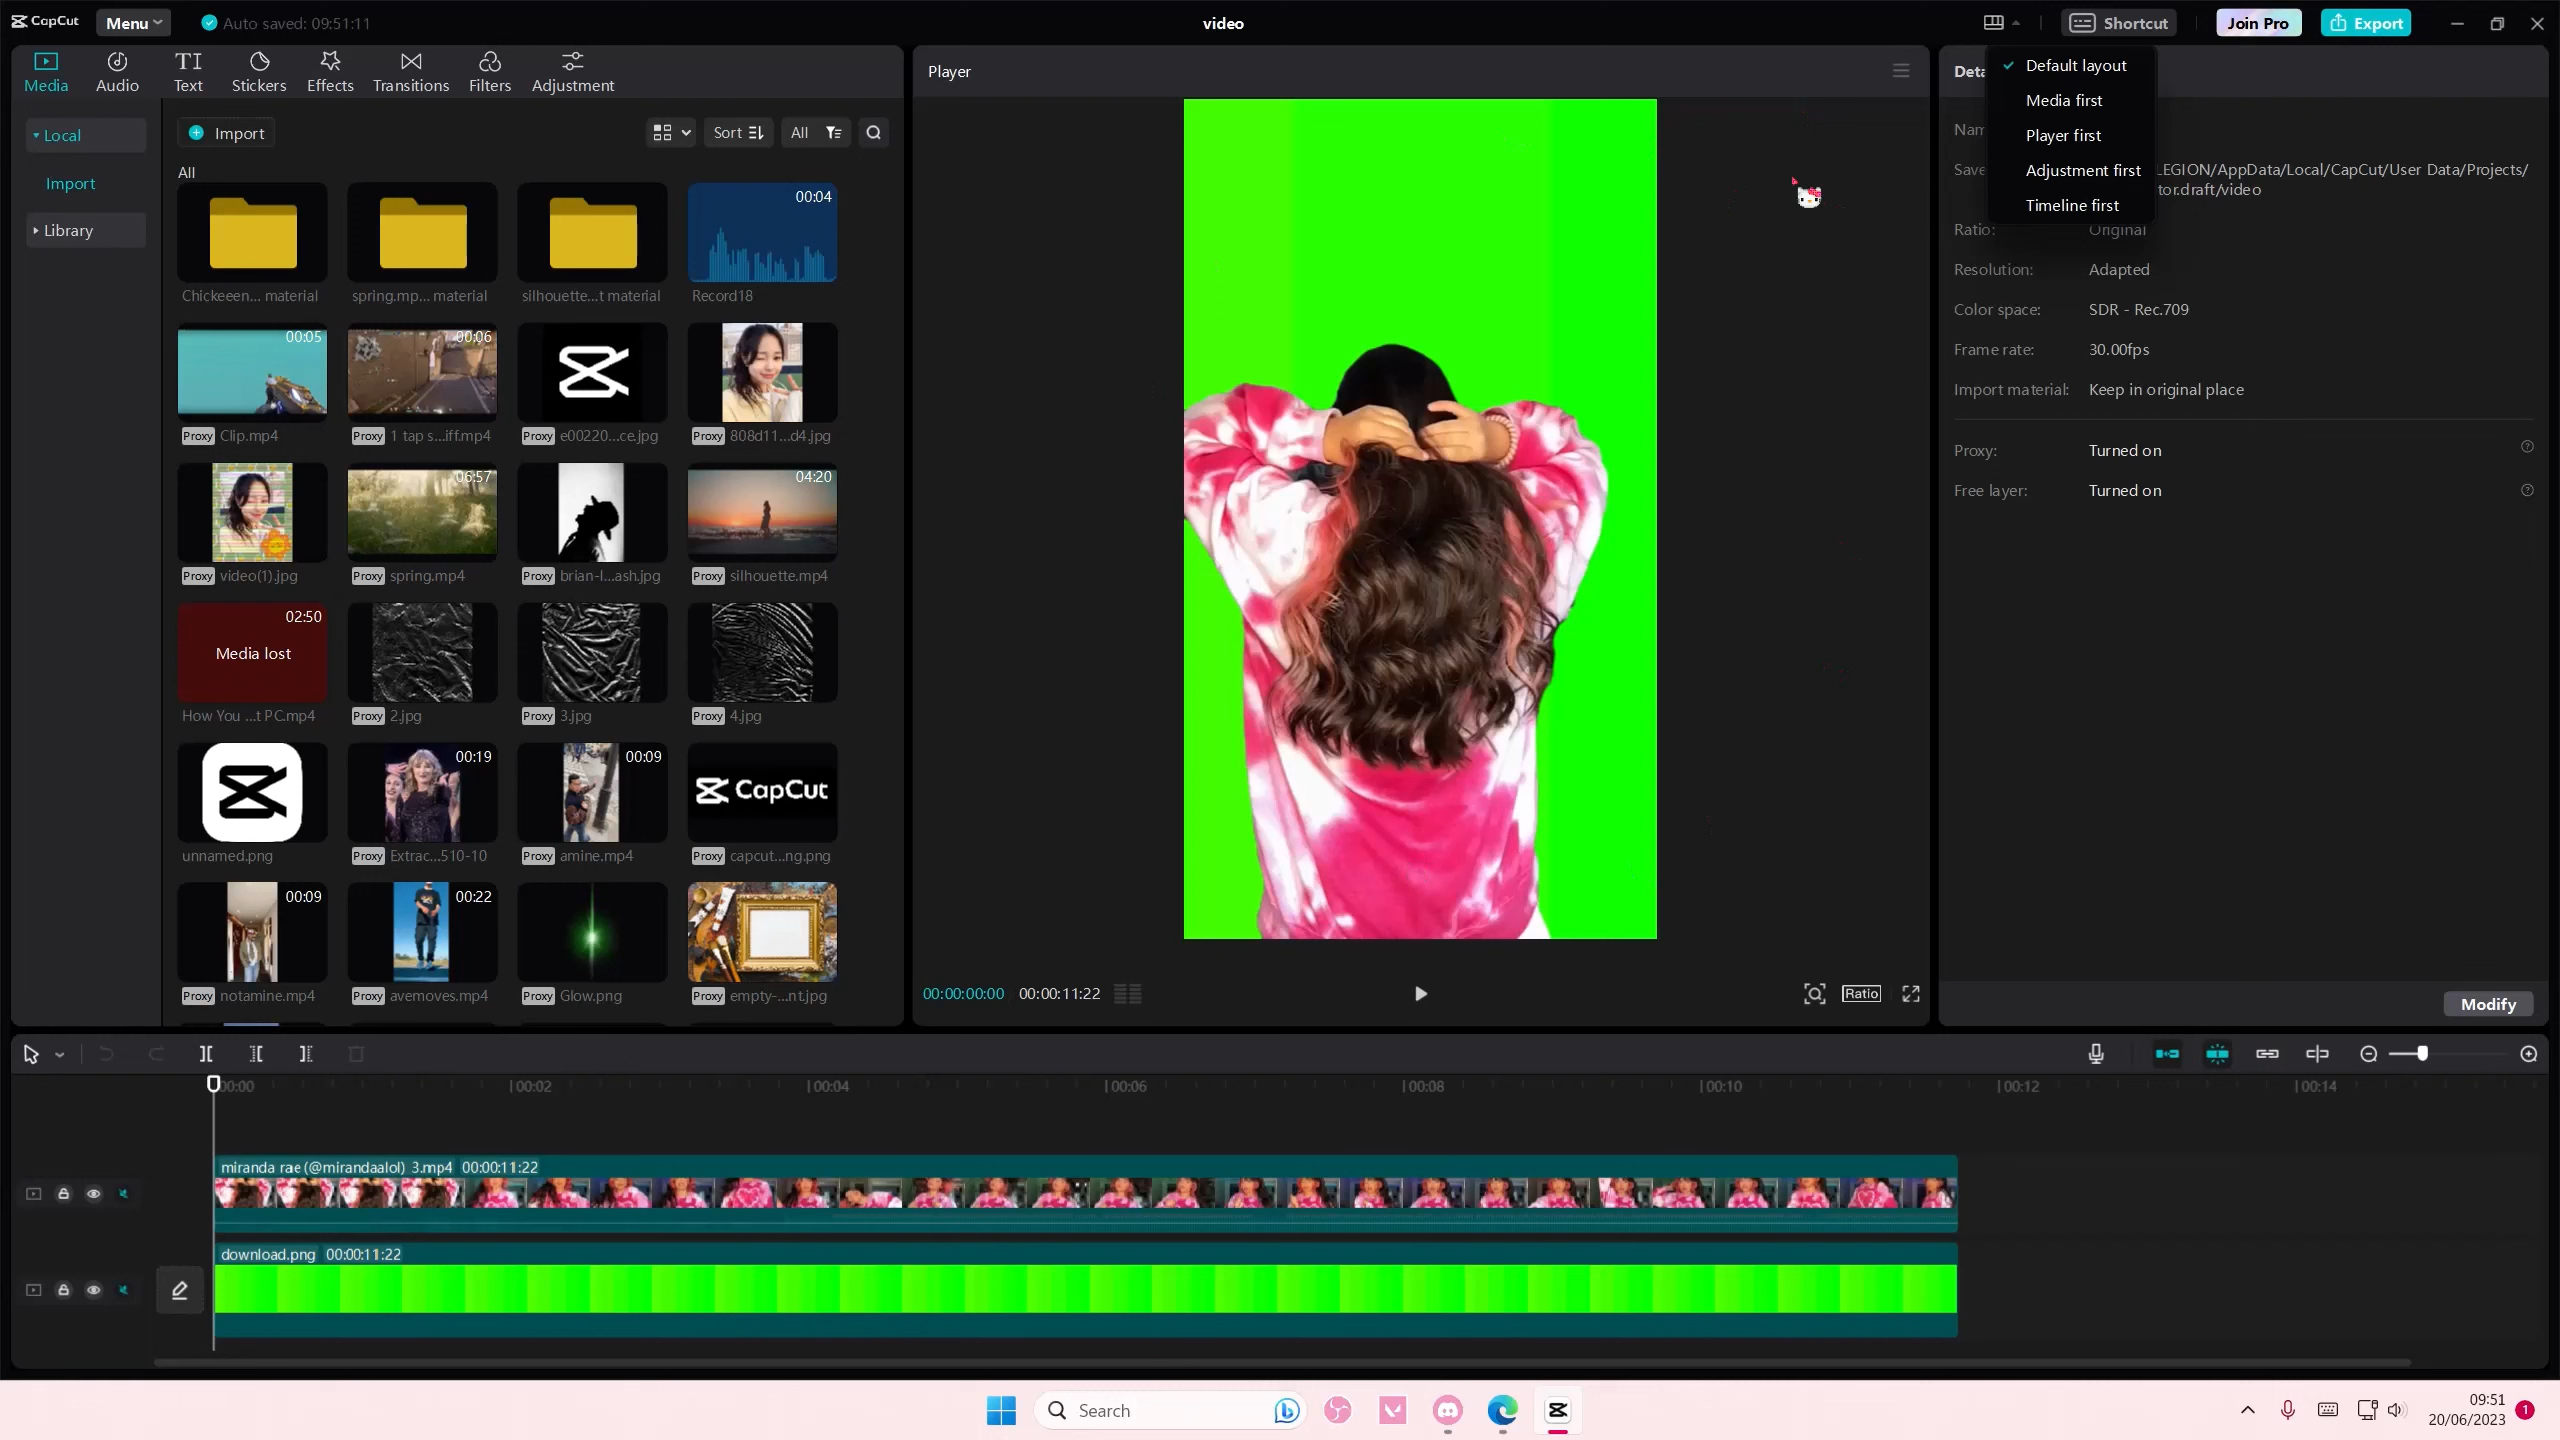 CapCut
Menu
Auto saved: 09:51:11
video
Shortcut
Join Pro
Export
Media
Audio
Text
Stickers
Effects
Transitions
Filters
Adjustment
Player
Default layout
Media first
Player first
Adjustment first
Timeline first
Local
Import
Library
Import
Sort
All
All
00:04
Chickeeen... material
spring.mp... material
silhouette...t material
Record18
00:05
00:06
Proxy Clip.mp4
Proxy 1 tap s...iff.mp4
Proxy e00220...ce.jpg
Proxy 808d11...d4.jpg
06:57
04:20
Proxy video(1).jpg
Proxy spring.mp4
Proxy brian-l...ash.jpg
Proxy silhouette.mp4
02:50
Media lost
How You ...t PC.mp4
Proxy 2.jpg
Proxy 3.jpg
Proxy 4.jpg
00:19
00:09
CapCut
unnamed.png
Proxy Extrac...510-10
Proxy amine.mp4
Proxy capcut...ng.png
00:09
00:22
Proxy notamine.mp4
Proxy avemoves.mp4
Proxy Glow.png
Proxy empty-...nt.jpg
00:00:00:00
00:00:11:22
Ratio
Deta
Nam
Save
LEGION/AppData/Local/CapCut/User Data/Projects/
tor.draft/video
Ratio: Original
Resolution: Adapted
Color space: SDR - Rec.709
Frame rate: 30.00fps
Import material: Keep in original place
Proxy: Turned on
Free layer: Turned on
Modify
00:00
00:02
00:04
00:06
00:08
00:10
00:12
00:14
miranda rae (@mirandaalol) 3.mp4 00:00:11:22
download.png 00:00:11:22
Search
09:51
20/06/2023
1